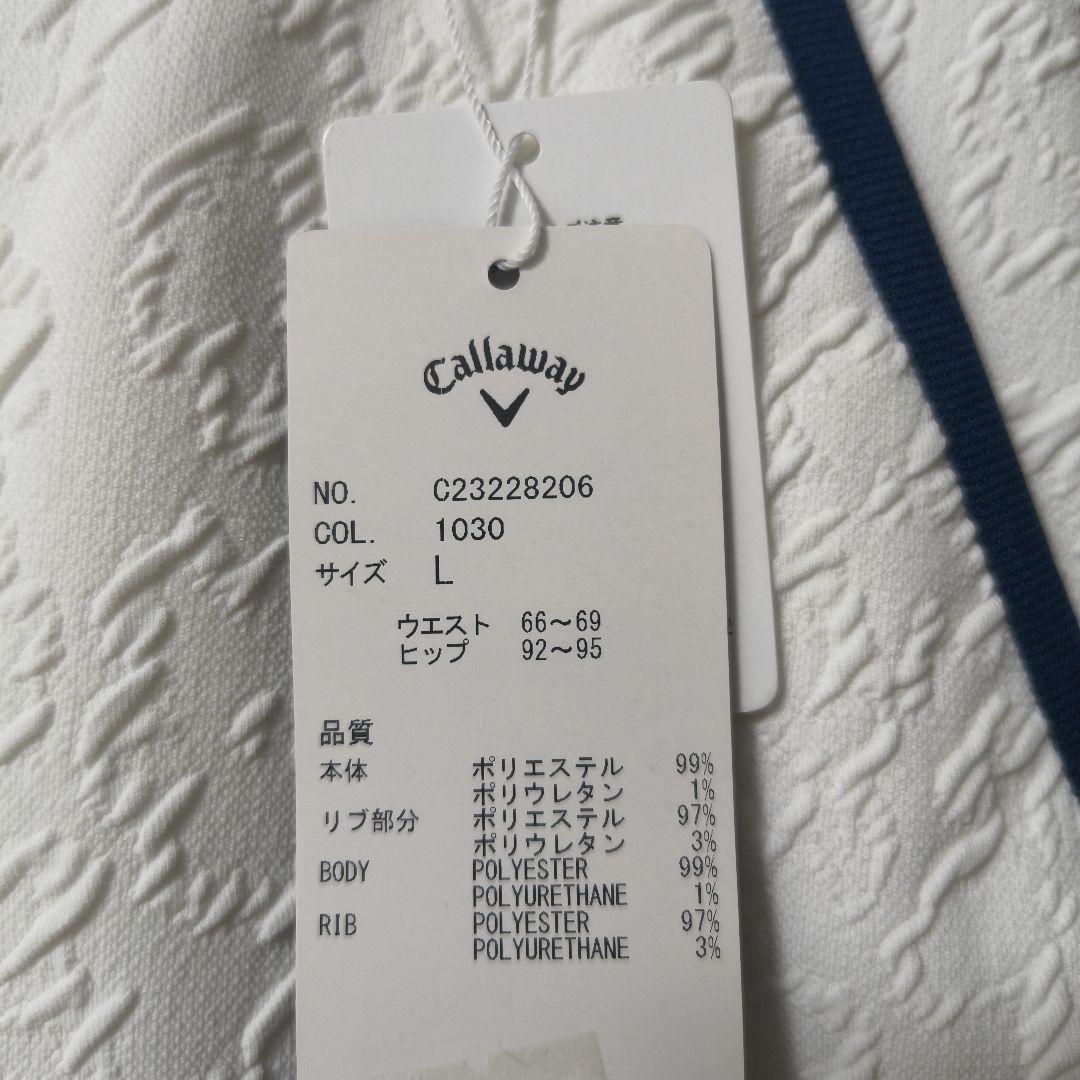 ご注意
Callaway
NO. C23228206
COL. 1030
サイズ L
ウエスト 66〜69
ヒップ 92〜95
品質
本体 ポリエステル 99%
ポリウレタン 1%
リブ部分 ポリエステル 97%
ポリウレタン 3%
BODY POLYESTER 99%
POLYURETHANE 1%
RIB POLYESTER 97%
POLYURETHANE 3%